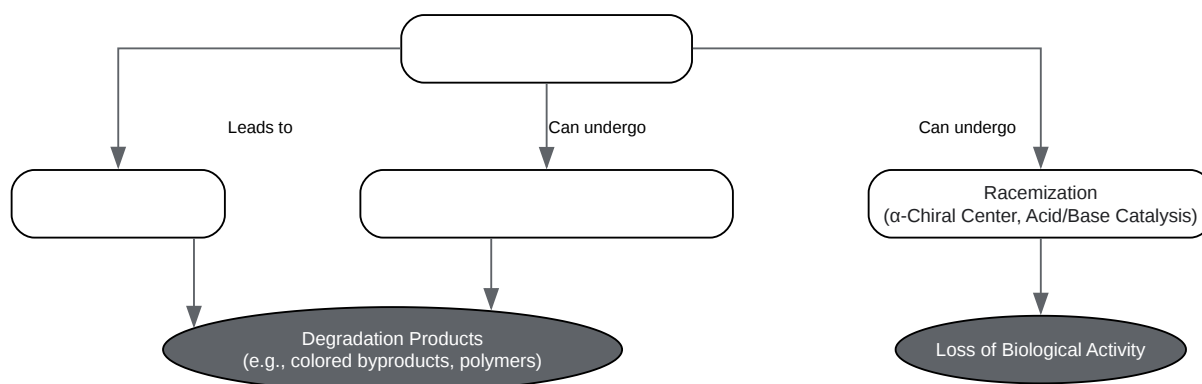 Leads to
Can undergo
Can undergo
Racemization
(α-Chiral Center, Acid/Base Catalysis)
Degradation Products
(e.g., colored byproducts, polymers)
Loss of Biological Activity